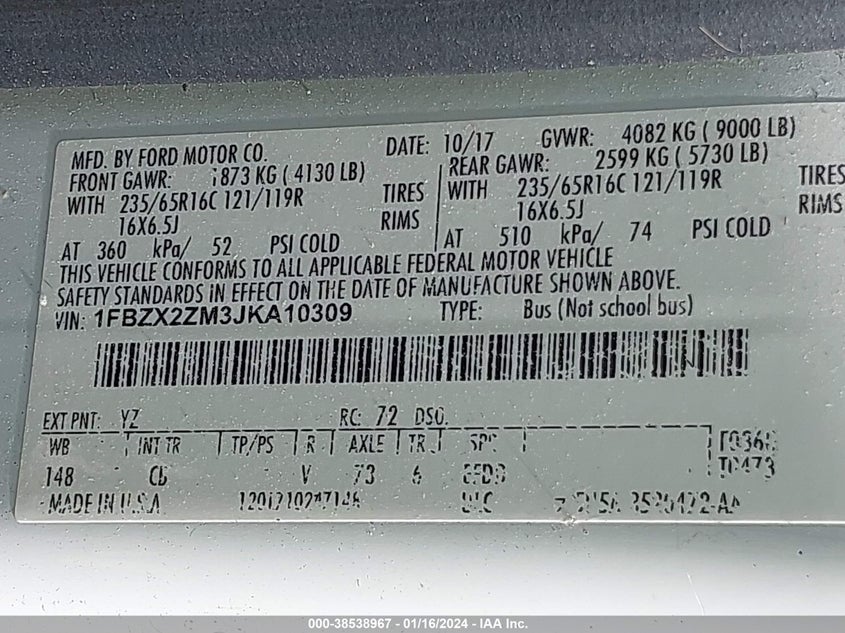 MFD. BY FORD MOTOR CO. DATE: 10/17 GVWR: 4082 KG ( 9000 LB)
FRONT GAWR: 1873 KG ( 4130 LB) REAR GAWR: 2599 KG ( 5730 LB)
WITH 235/65R16C 121/119R TIRES WITH 235/65R16C 121/119R TIRES
16X6.5J RIMS 16X6.5J RIMS
AT 360 kPa/ 52 PSI COLD AT 510 kPa/ 74 PSI COLD
THIS VEHICLE CONFORMS TO ALL APPLICABLE FEDERAL MOTOR VEHICLE
SAFETY STANDARDS IN EFFECT ON THE DATE OF MANUFACTURE SHOWN ABOVE.
VIN: 1FBZX2ZM3JKA10309 TYPE: Bus (Not school bus)
EXT PNT: YZ RC: 72 DSO:
WB INT TR TP/PS R AXLE TR SPR
148 V 73 6
MADE IN U.S.A.
000-38538967 - 01/16/2024 - IAA Inc.